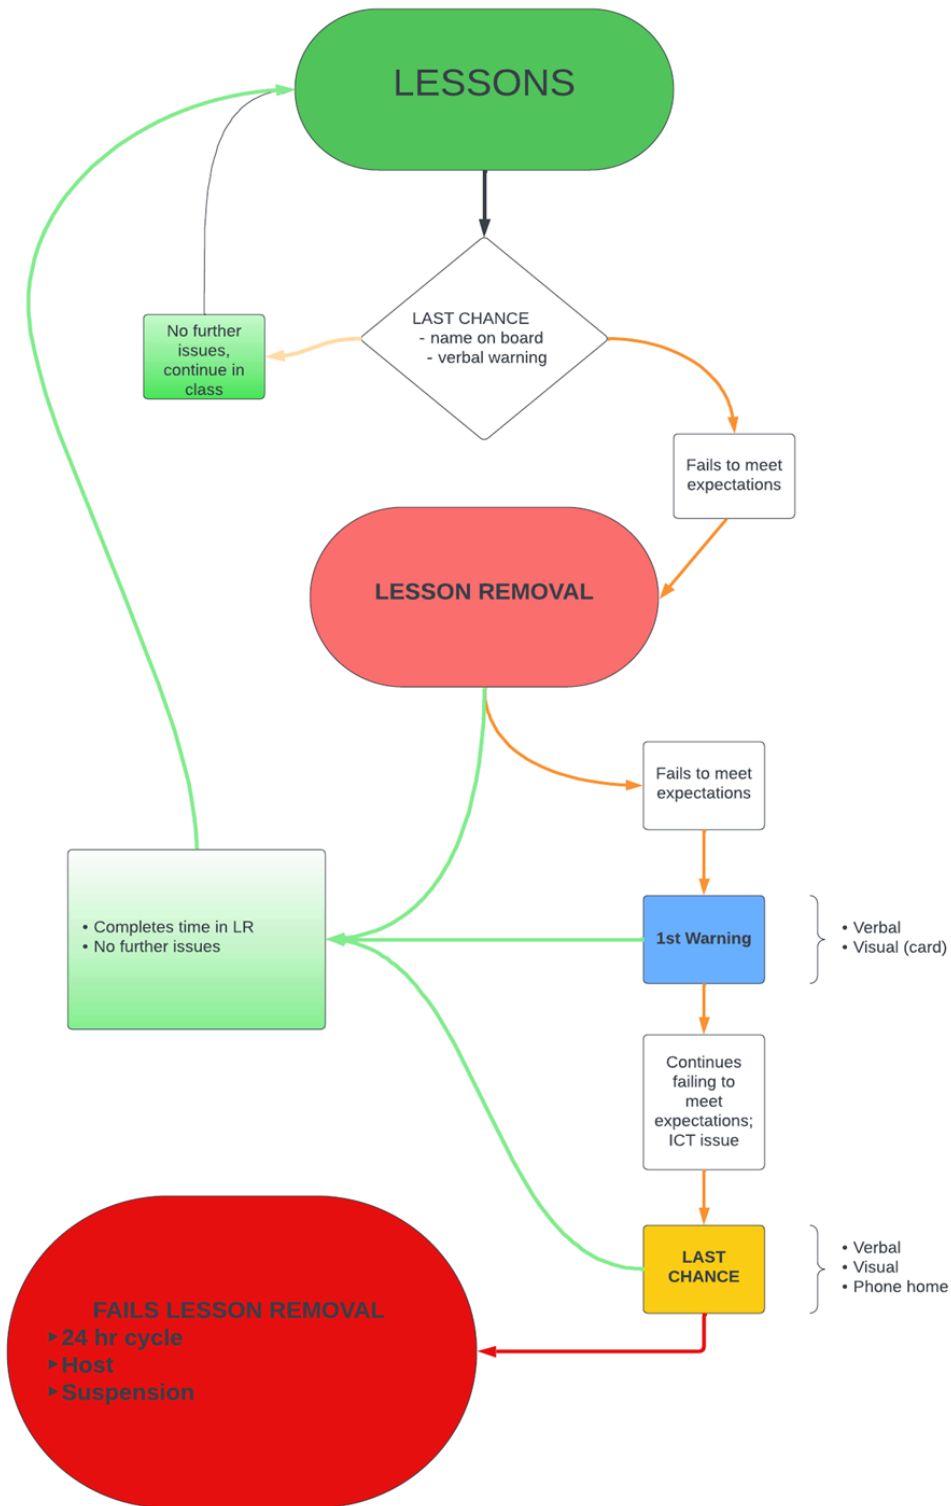 LESSONS
LAST CHANCE
- name on board
- verbal warning
No further
issues,
continue in
class
Fails to meet
expectations
LESSON REMOVAL
Fails to meet
expectations
• Completes time in LR
• No further issues
1st Warning
• Verbal
• Visual (card)
Continues
failing to
meet
expectations;
ICT issue
LAST
CHANCE
• Verbal
• Visual
• Phone home
FAILS LESSON REMOVAL
‣24 hr cycle
‣Host
‣Suspension